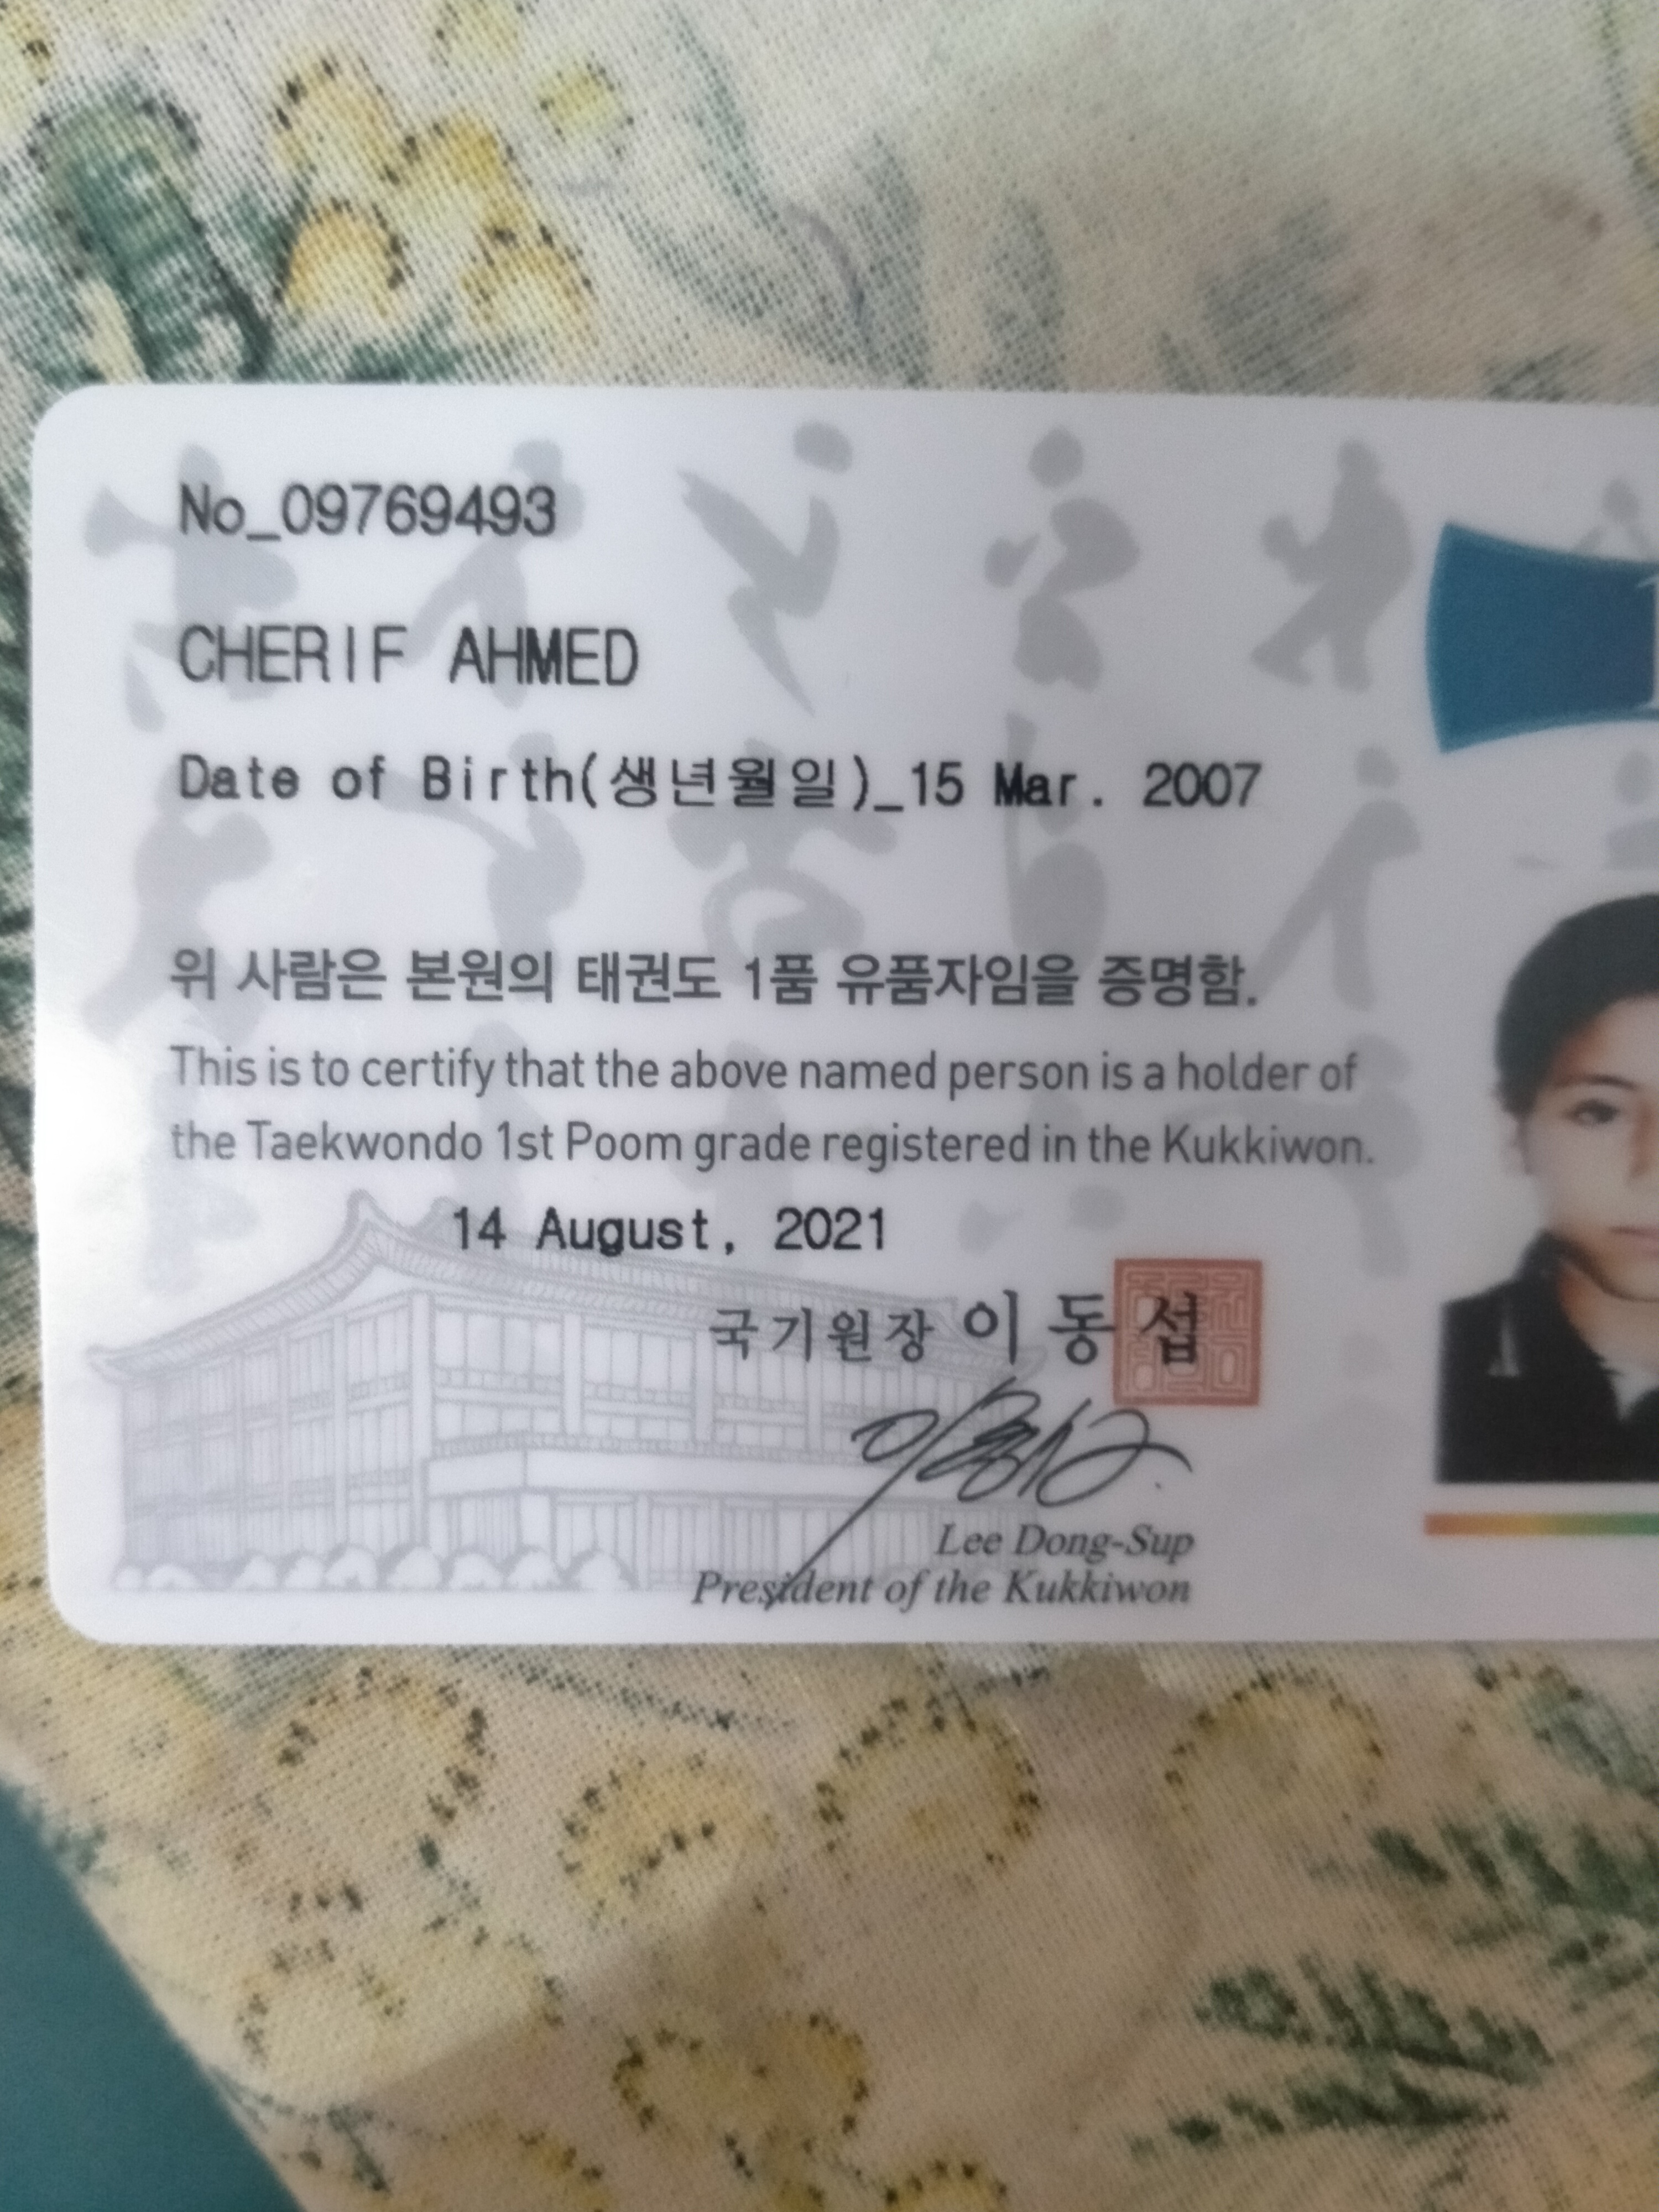 No_09769493
CHERIF AHMED
Date of Birth(생년월일)_15 Mar. 2007
위 사람은 본원의 태권도 1품 유품자임을 증명함.
This is to certify that the above named person is a holder of
the Taekwondo 1st Poom grade registered in the Kukkiwon.
14 August, 2021
국기원장 이동섭
Lee Dong-Sup
President of the Kukkiwon